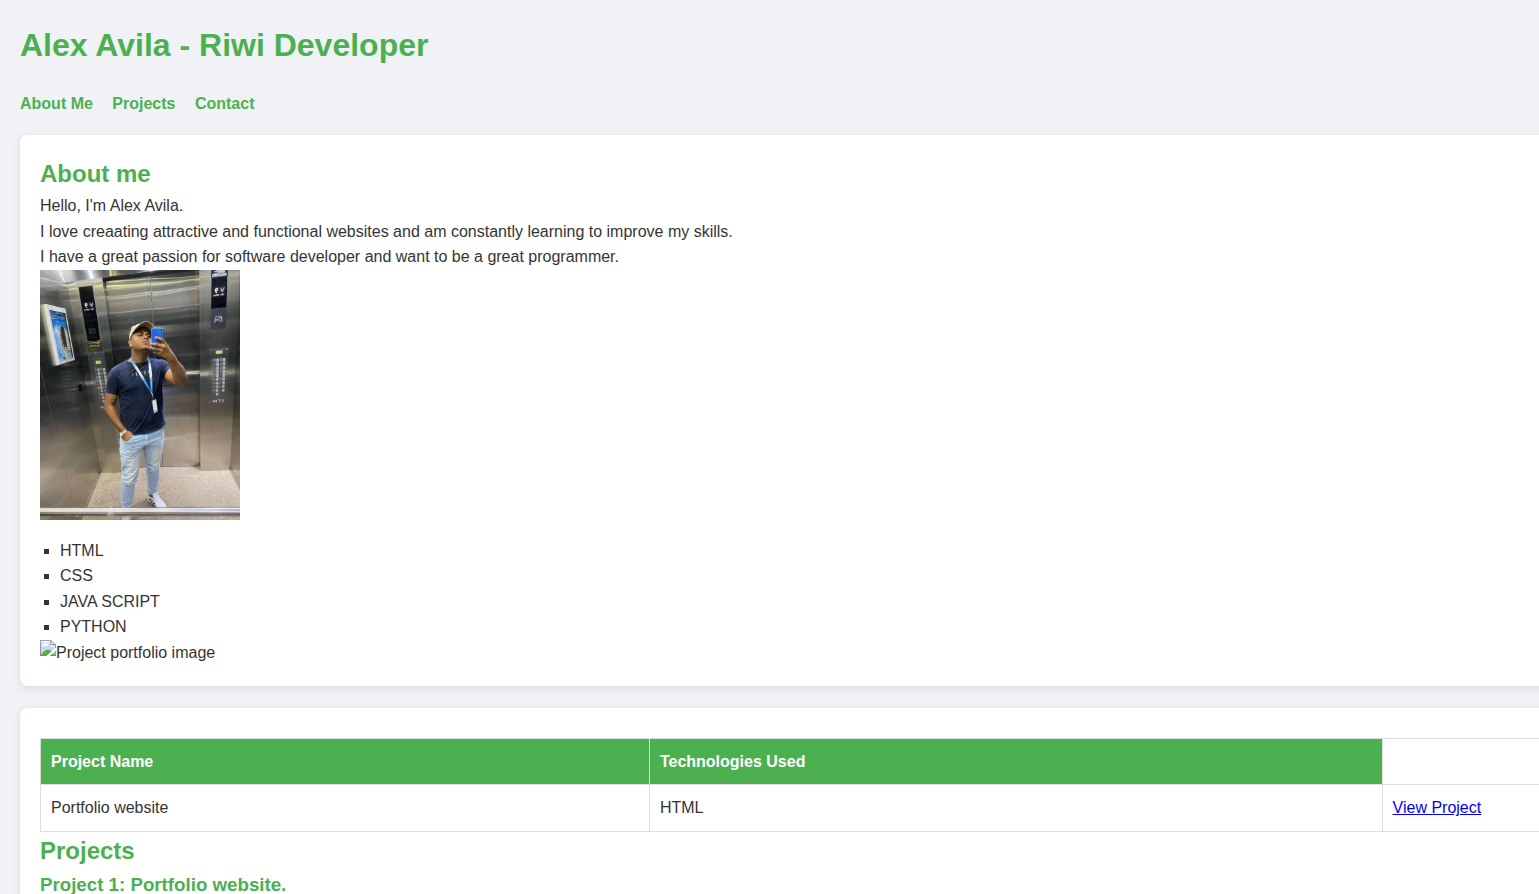 Alex Avila - Riwi Developer
About Me Projects Contact
About me
Hello, I'm Alex Avila.
I love creaating attractive and functional websites and am constantly learning to improve my skills.
I have a great passion for software developer and want to be a great programmer.
HTML
CSS
JAVA SCRIPT
PYTHON
Project portfolio image
Project Name Technologies Used
Portfolio website HTML View Project
Projects
Project 1: Portfolio website.